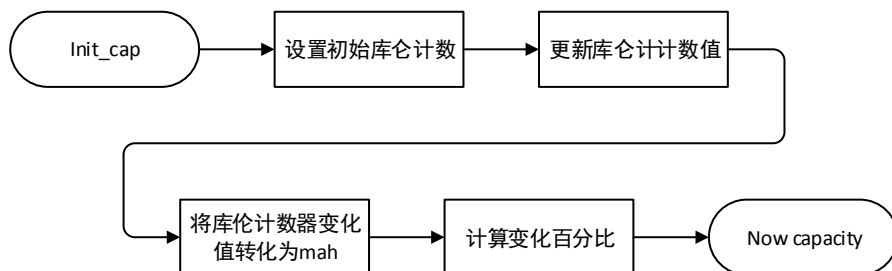 Init_cap
设置初始库仑计数
更新库仑计计数值
将库伦计数器变化
值转化为mah
计算变化百分比
Now capacity